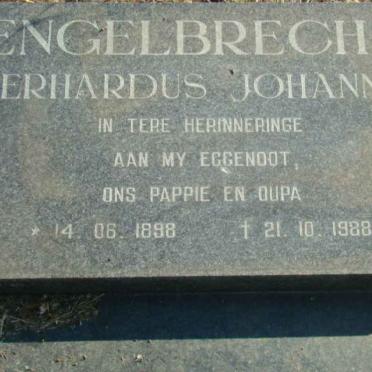 ENGELBRECH
ERHARDUS JOHANN
IN TERE HERINNERINGE
AAN MY EGGENOOT,
ONS PAPPIE EN OUPA
* 14. 06. 1898 † 21. 10. 1988